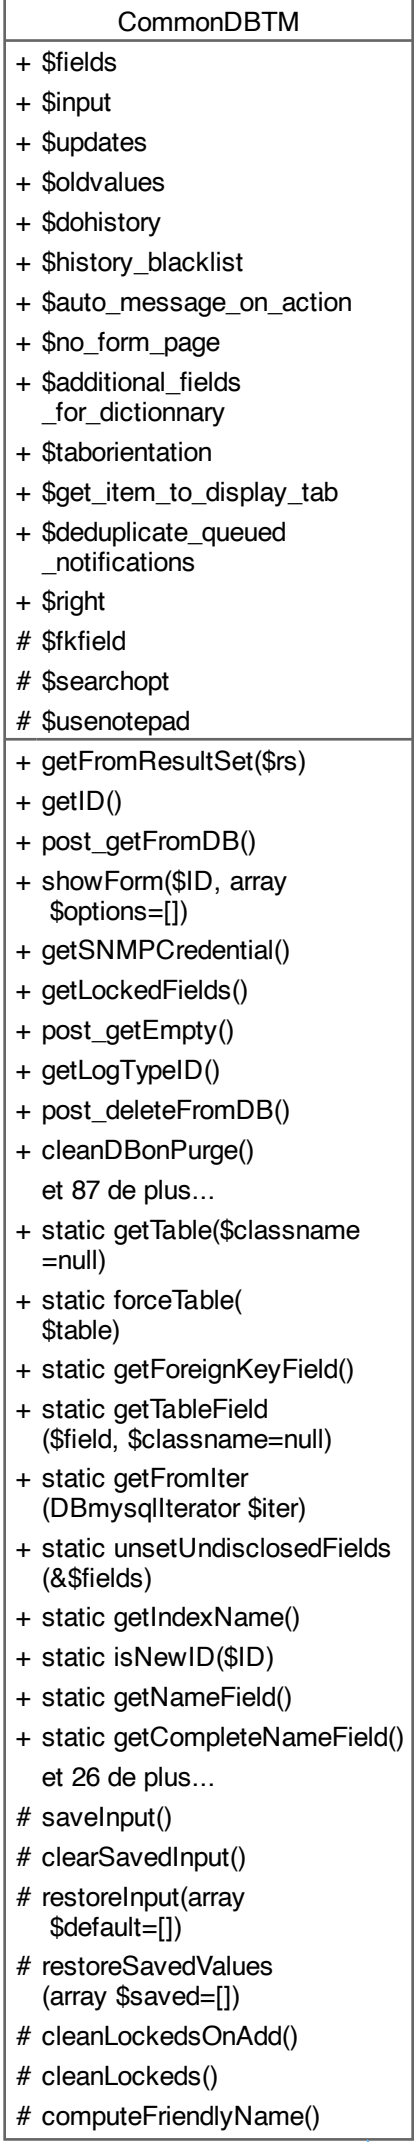 CommonDBTM
+ $fields
+ $input
+ $updates
+ $oldvalues
+ $dohistory
+ $history_blacklist
+ $auto_message_on_action
+ $no_form_page
+ $additional_fields
_for_dictionnary
+ $taborientation
+ $get_item_to_display_tab
+ $deduplicate_queued
_notifications
+ $right
# $fkfield
# $searchopt
# $usenotepad
+ getFromResultSet($rs)
+ getID()
+ post_getFromDB()
+ showForm($ID, array
$options=[])
+ getSNMPCredential()
+ getLockedFields()
+ post_getEmpty()
+ getLogTypeID()
+ post_deleteFromDB()
+ cleanDBonPurge()
et 87 de plus...
+ static getTable($classname
=null)
+ static forceTable(
$table)
+ static getForeignKeyField()
+ static getTableField
($field, $classname=null)
+ static getFromIter
(DBmysqlIterator $iter)
+ static unsetUndisclosedFields
(&$fields)
+ static getIndexName()
+ static isNewID($ID)
+ static getNameField()
+ static getCompleteNameField()
et 26 de plus...
# saveInput()
# clearSavedInput()
# restoreInput(array
$default=[])
# restoreSavedValues
(array $saved=[])
# cleanLockedsOnAdd()
# cleanLockeds()
# computeFriendlyName()